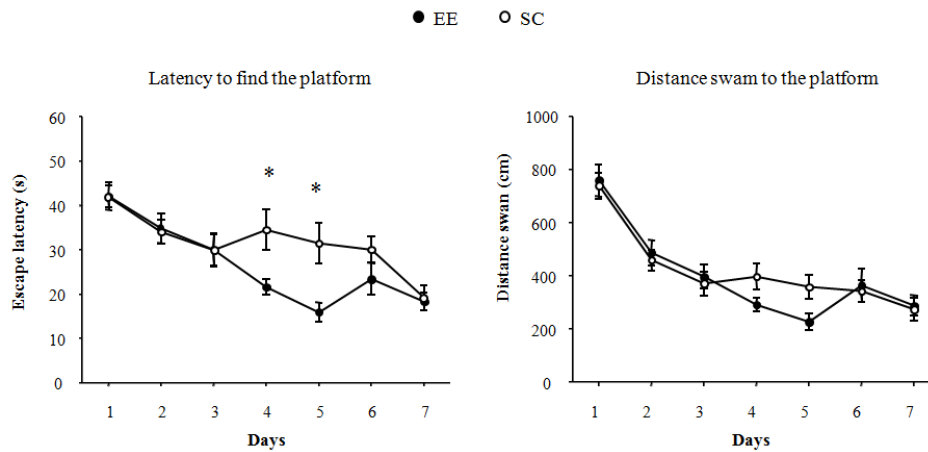 EE SC
Latency to find the platform
60
50
40
30
20
10
0
Escape latency (s)
* *
1 2 3 4 5 6 7
Days
Distance swam to the platform
1000
800
600
400
200
0
Distance swan (cm)
1 2 3 4 5 6 7
Days